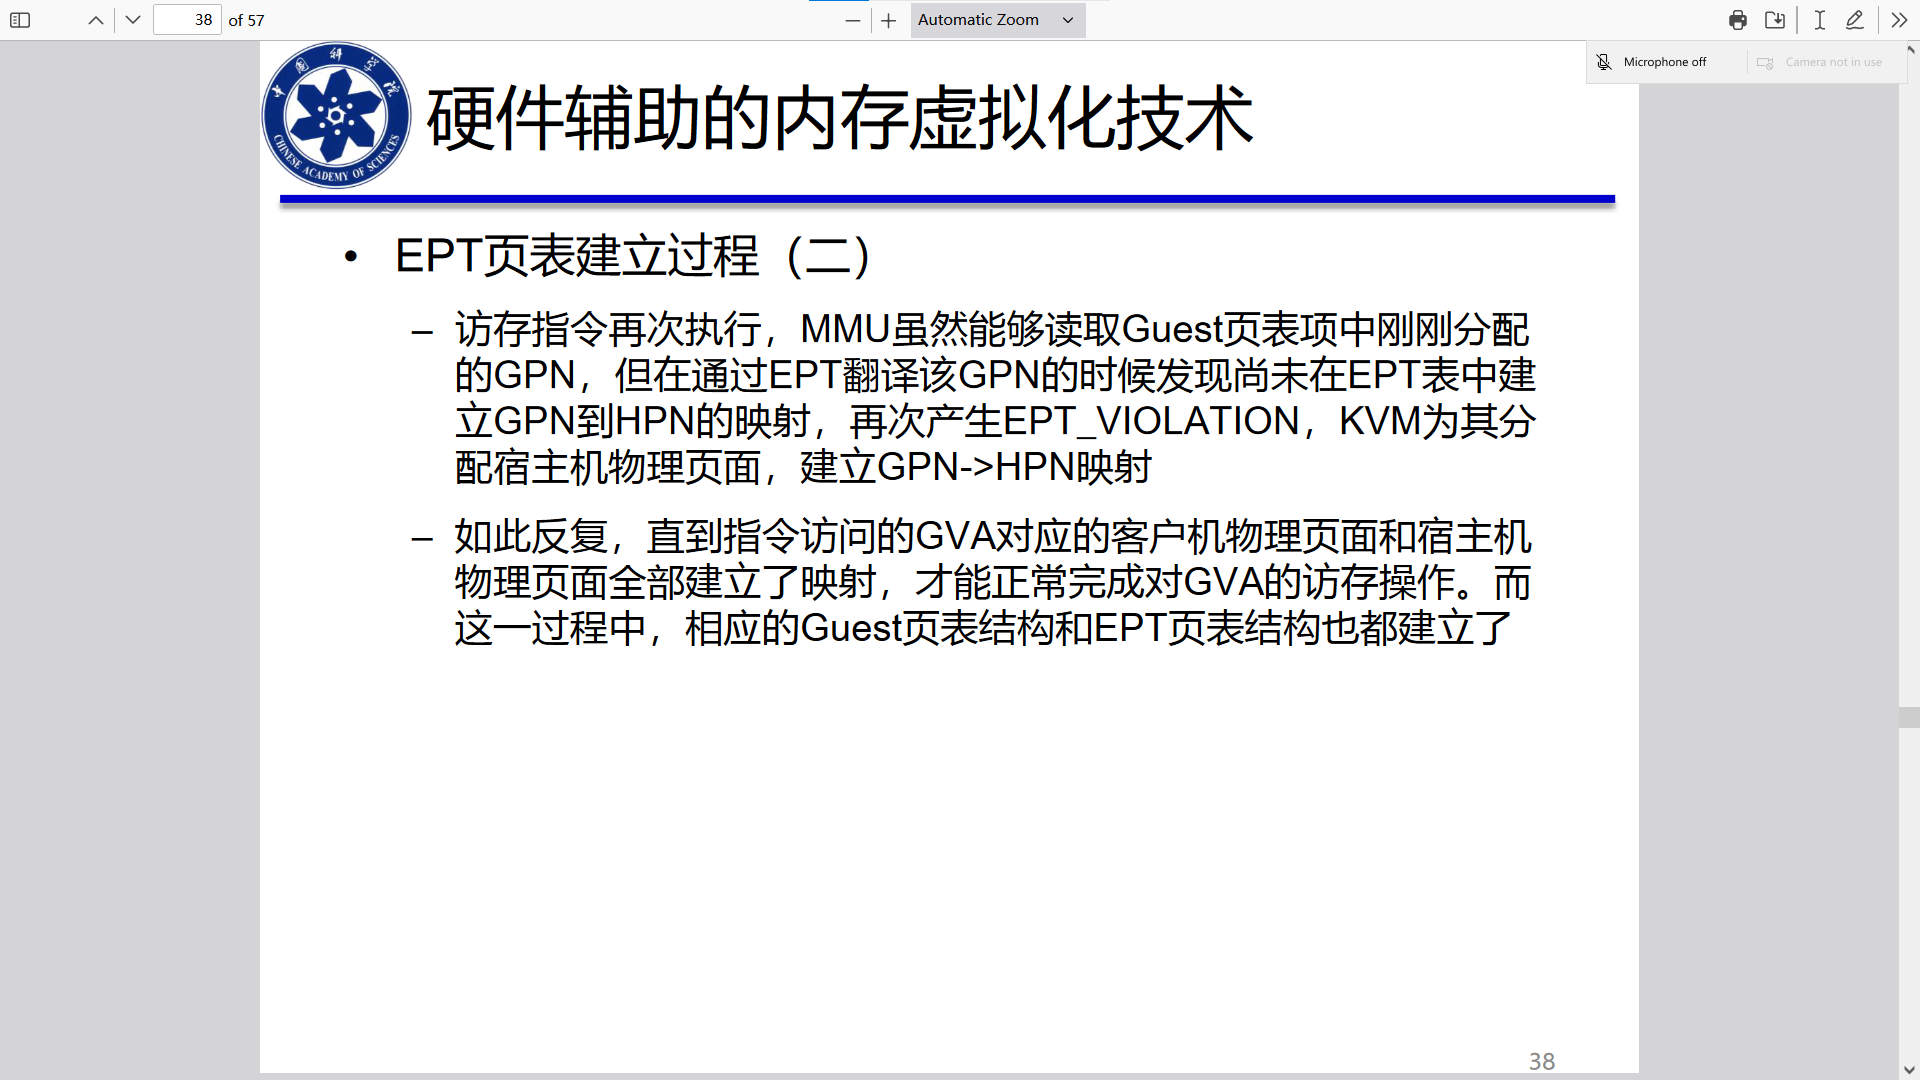 38 of 57
Automatic Zoom
Microphone off
Camera not in use
中国科学院
CHINESE ACADEMY OF SCIENCES
硬件辅助的内存虚拟化技术
• EPT页表建立过程（二）
– 访存指令再次执行，MMU虽然能够读取Guest页表项中刚刚分配
的GPN，但在通过EPT翻译该GPN的时候发现尚未在EPT表中建
立GPN到HPN的映射，再次产生EPT_VIOLATION，KVM为其分
配宿主机物理页面，建立GPN->HPN映射
– 如此反复，直到指令访问的GVA对应的客户机物理页面和宿主机
物理页面全部建立了映射，才能正常完成对GVA的访存操作。而
这一过程中，相应的Guest页表结构和EPT页表结构也都建立了
38